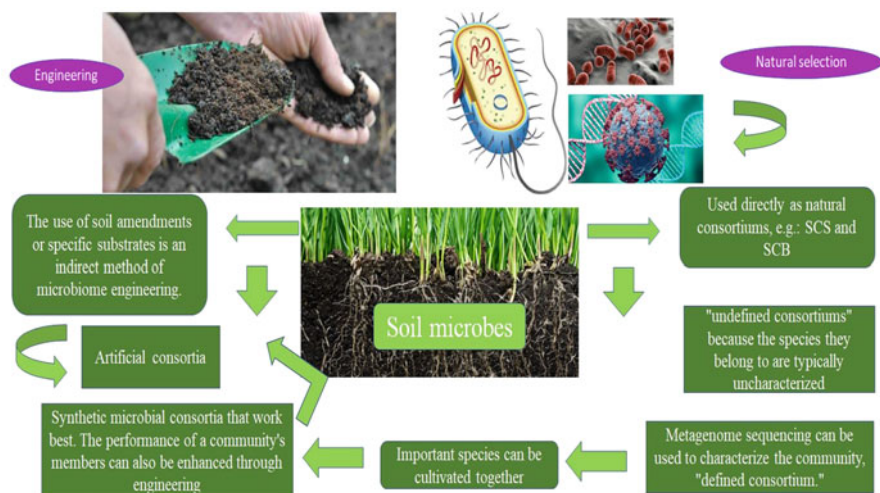 Engineering
Natural selection
The use of soil amendments
or specific substrates is an
indirect method of
microbiome engineering.
Used directly as natural
consortiums, e.g.: SCS and
SCB
Soil microbes
Artificial consortia
"undefined consortiums"
because the species they
belong to are typically
uncharacterized
Synthetic microbial consortia that work
best. The performance of a community's
members can also be enhanced through
engineering
Important species can be
cultivated together
Metagenome sequencing can be
used to characterize the community,
"defined consortium."